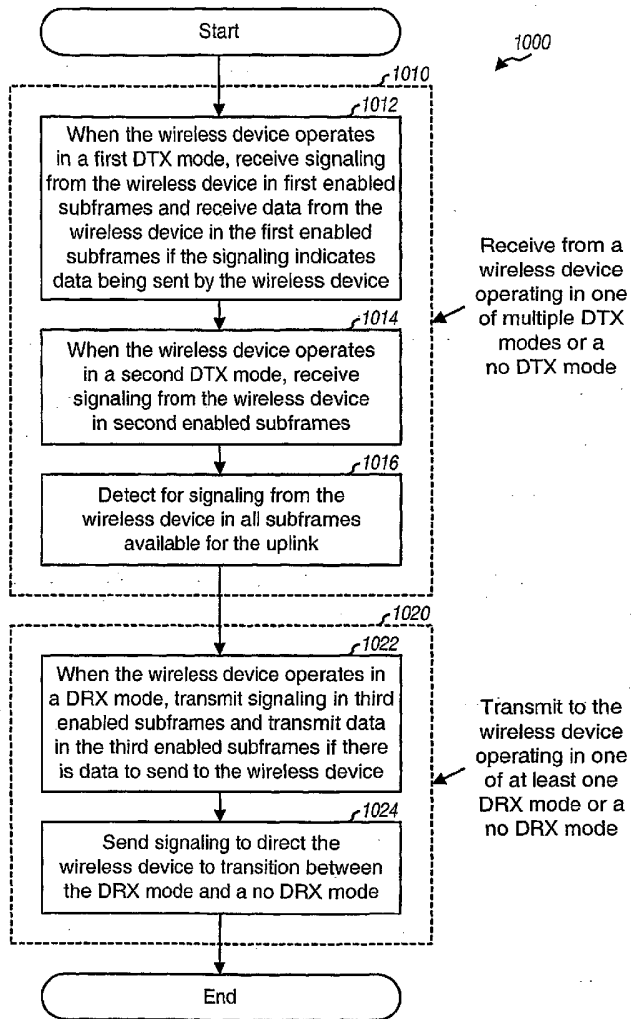 Start
1000
1010
1012
When the wireless device operates
in a first DTX mode, receive signaling
from the wireless device in first enabled
subframes and receive data from the
wireless device in the first enabled
subframes if the signaling indicates
data being sent by the wireless device
Receive from a
wireless device
operating in one
of multiple DTX
modes or a
no DTX mode
1014
When the wireless device operates
in a second DTX mode, receive
signaling from the wireless device
in second enabled subframes
1016
Detect for signaling from the
wireless device in all subframes
available for the uplink
1020
1022
When the wireless device operates in
a DRX mode, transmit signaling in third
enabled subframes and transmit data
in the third enabled subframes if there
is data to send to the wireless device
Transmit to the
wireless device
operating in one
of at least one
DRX mode or a
no DRX mode
1024
Send signaling to direct the
wireless device to transition between
the DRX mode and a no DRX mode
End